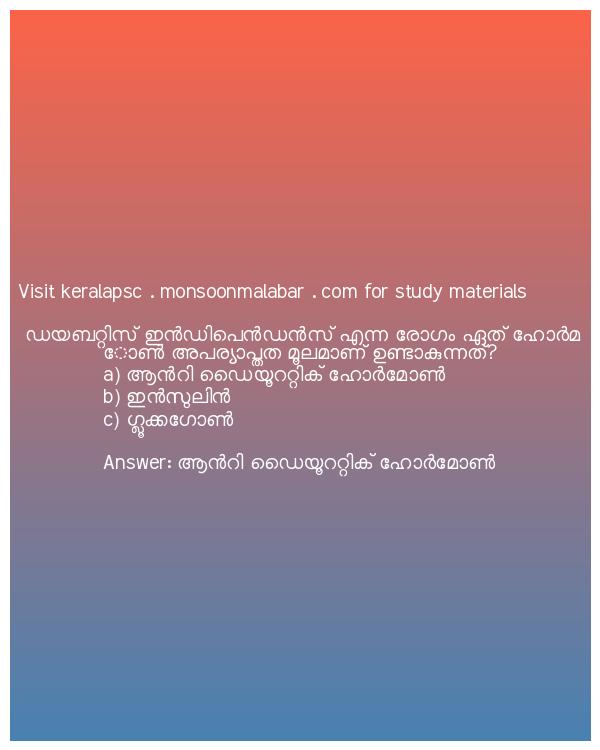 Visit keralapsc . monsoonmalabar . com for study materials
ഡയബറ്റിസ് ഇൻഡിപെൻഡൻസ് എന്ന രോഗം ഏത് ഹോർമ
ോൺ അപര്യാപ്തത മൂലമാണ് ഉണ്ടാകുന്നത്?
a) ആൻറി ഡൈയൂററ്റിക് ഹോർമോൺ
b) ഇൻസുലിൻ
c) ഗ്ലൂക്കഗോൺ
Answer: ആൻറി ഡൈയൂററ്റിക് ഹോർമോൺ